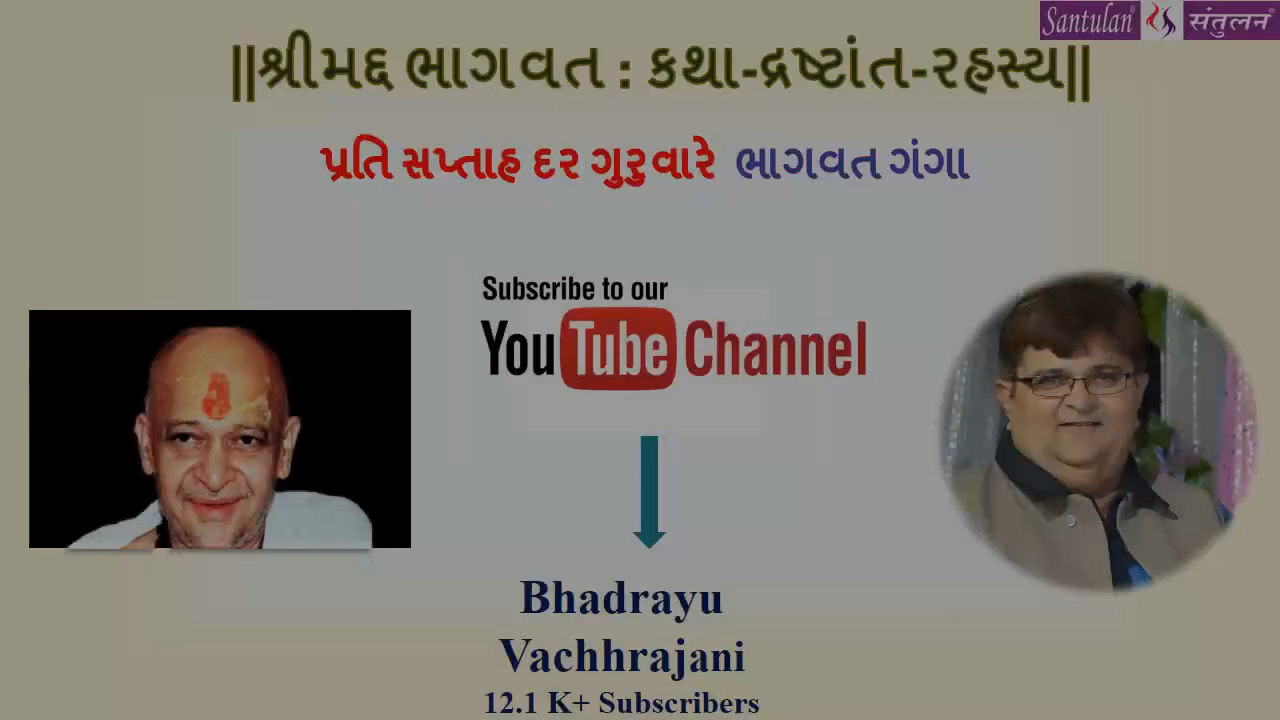 Santulan® સંતુલન®
||શ્રીમદ્દ ભાગવત : કથા-દ્રષ્ટાંત-રહસ્ય||
પ્રતિ સપ્તાહ દર ગુરુવારે ભાગવત ગંગા
Subscribe to our
YouTube Channel
Bhadrayu
Vachhrajani
12.1 K+ Subscribers